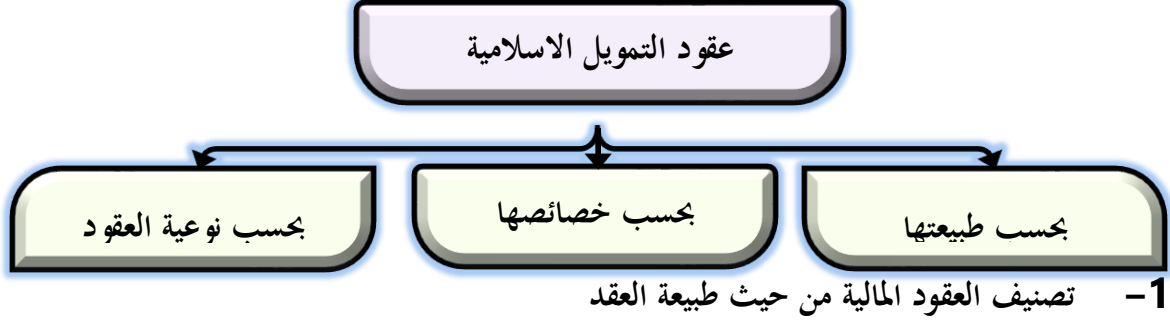 عقود التمويل الاسلامية
بحسب طبيعتها
بحسب خصائصها
بحسب نوعية العقود
1- تصنيف العقود المالية من حيث طبيعة العقد